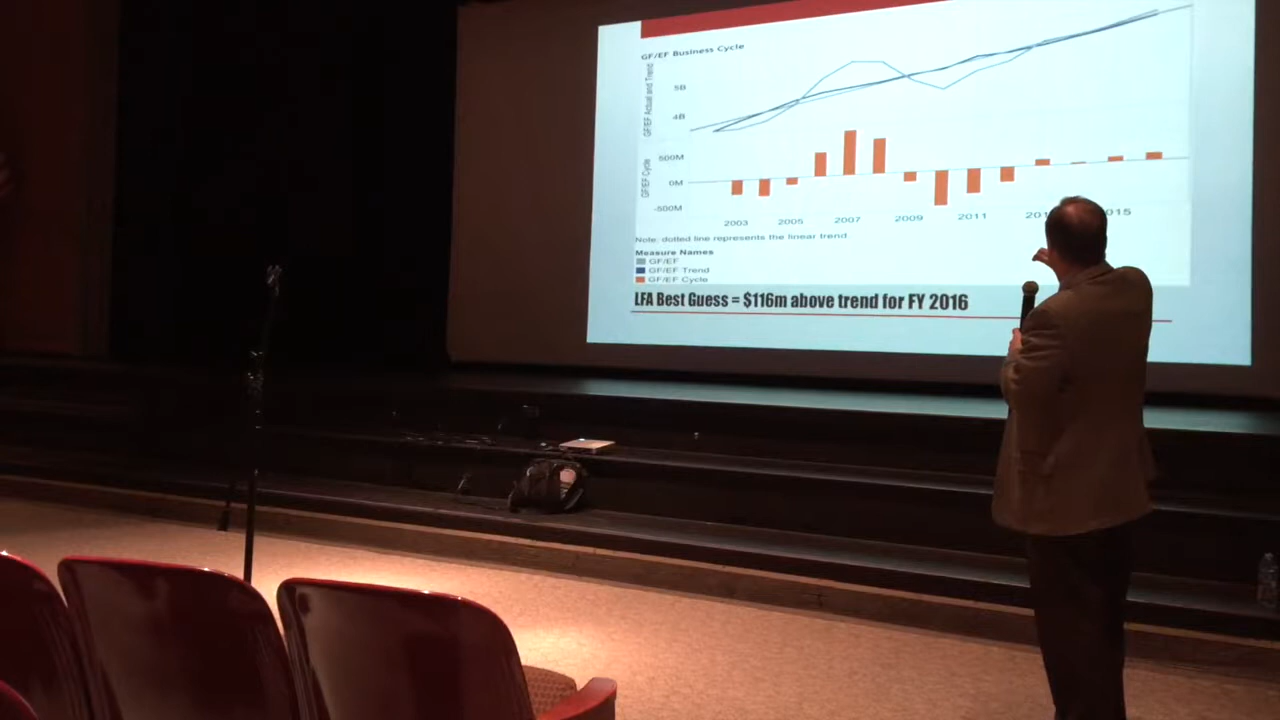 GF/EF Business Cycle
GF/EF Actual and Trend
5B
4B
GF/EF Cycle
500M
0M
-500M
2003 2005 2007 2009 2011 201 015
Note: dotted line represents the linear trend
Measure Names
GF/EF
GF/EF Trend
GF/EF Cycle
LFA Best Guess = $116m above trend for FY 2016